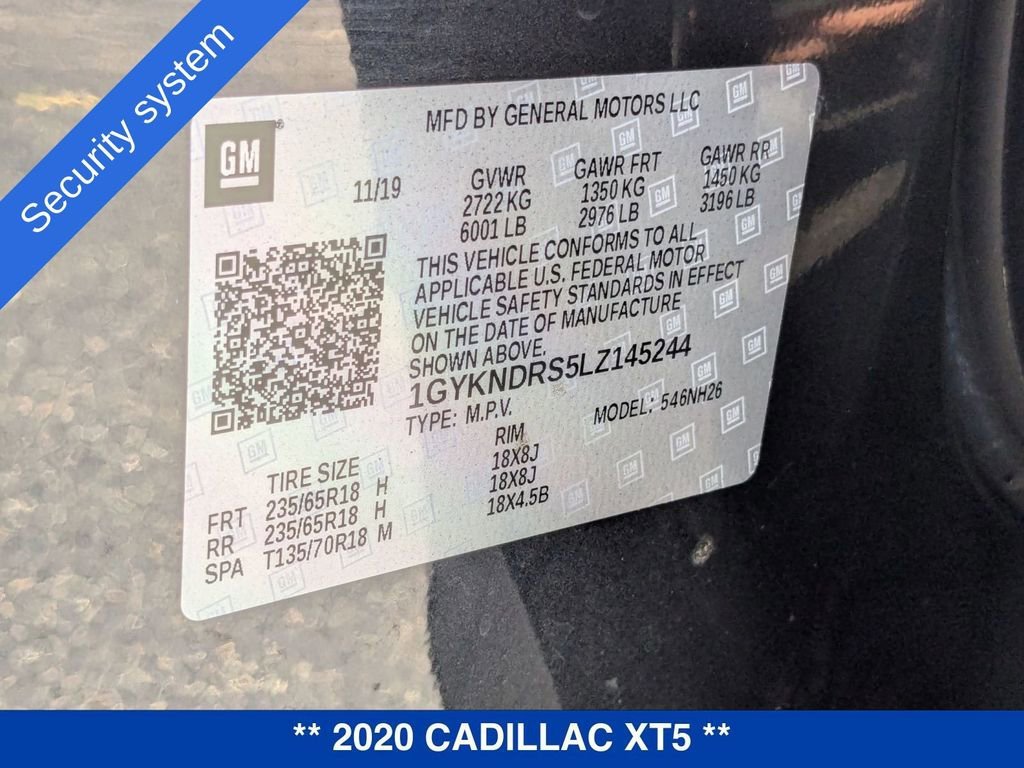 Security system
MFD BY GENERAL MOTORS LLC
GM
11/19
GVWR GAWR FRT GAWR RR
2722 KG 1350 KG 1450 KG
6001 LB 2976 LB 3196 LB
THIS VEHICLE CONFORMS TO ALL
APPLICABLE U.S. FEDERAL MOTOR
VEHICLE SAFETY STANDARDS IN EFFECT
ON THE DATE OF MANUFACTURE
SHOWN ABOVE.
1GYKNDRS5LZ145244
TYPE: M.P.V. MODEL: 546NH26
TIRE SIZE RIM
FRT 235/65R18 H 18X8J
RR 235/65R18 H 18X8J
SPA T135/70R18 M 18X4.5B
** 2020 CADILLAC XT5 **